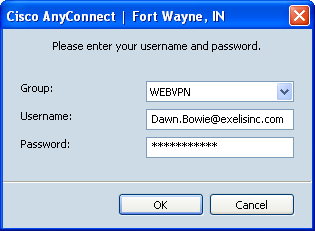 Cisco AnyConnect | Fort Wayne, IN
Please enter your username and password.
Group: WEBVPN
Username: Dawn.Bowie@exelisinc.com
Password: ***********
OK Cancel